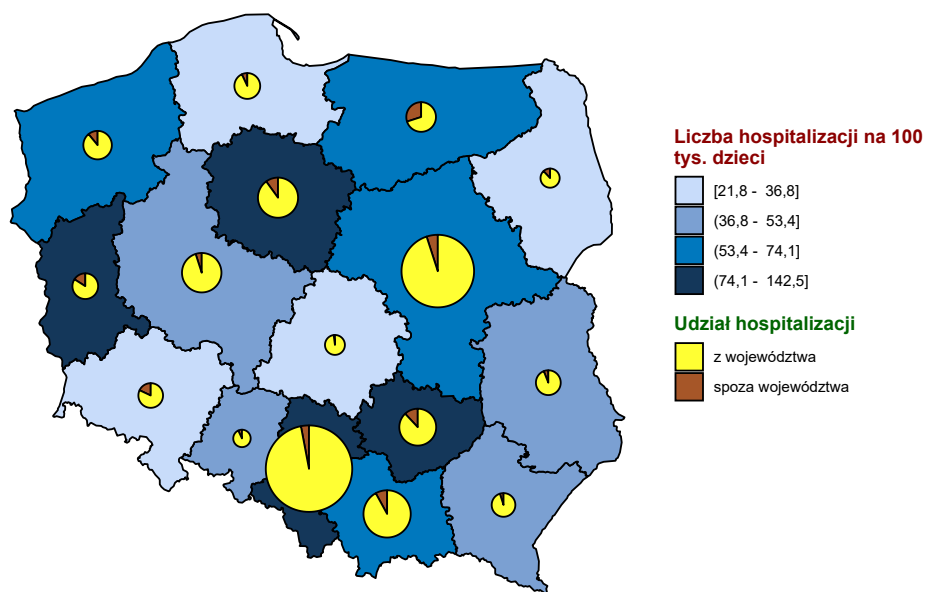 Liczba hospitalizacji na 100
tys. dzieci
[21,8 - 36,8]
(36,8 - 53,4]
(53,4 - 74,1]
(74,1 - 142,5]
Udział hospitalizacji
z województwa
spoza województwa